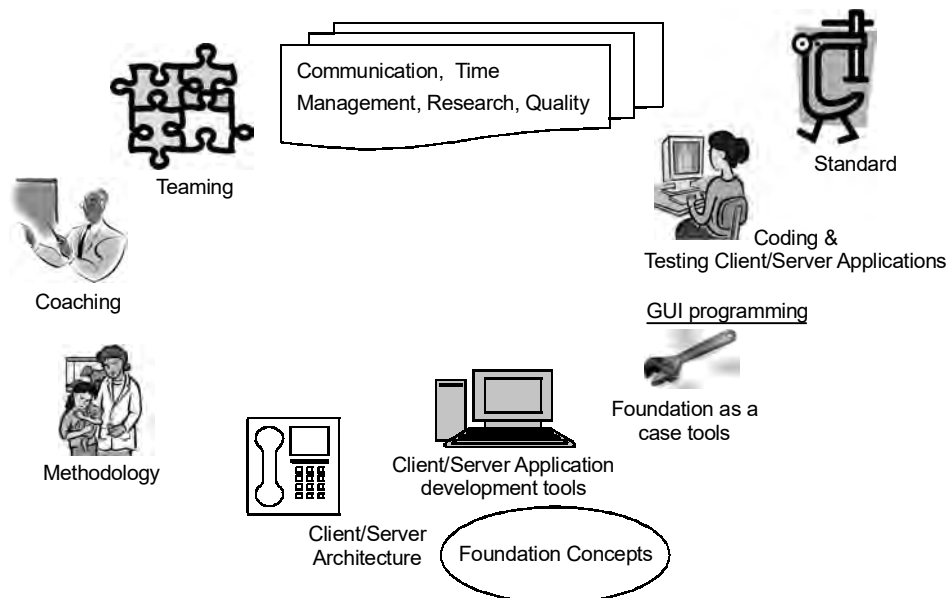 Communication, Time
Management, Research, Quality
Teaming
Standard
Coaching
Coding &
Testing Client/Server Applications
GUI programming
Foundation as a
case tools
Methodology
Client/Server Application
development tools
Client/Server
Architecture
Foundation Concepts